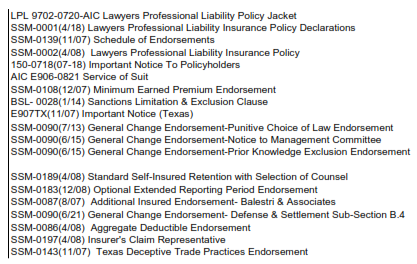 LPL 9702-0720-AIC Lawyers Professional Liability Policy Jacket
SSM-0001(4/18) Lawyers Professional Liability Insurance Policy Declarations
SSM-0139(11/07) Schedule of Endorsements
SSM-0002(4/08)  Lawyers Professional Liability Insurance Policy
150-0718(07-18) Important Notice To Policyholders
AIC E906-0821 Service of Suit
SSM-0108(12/07) Minimum Earned Premium Endorsement
BSL- 0028(1/14) Sanctions Limitation & Exclusion Clause
E907TX(11/07) Important Notice (Texas)
SSM-0090(7/13) General Change Endorsement-Punitive Choice of Law Endorsement
SSM-0090(6/15) General Change Endorsement-Notice to Management Committee
SSM-0090(6/15) General Change Endorsement-Prior Knowledge Exclusion Endorsement
SSM-0189(4/08) Standard Self-Insured Retention with Selection of Counsel
SSM-0183(12/08) Optional Extended Reporting Period Endorsement
SSM-0087(8/07)  Additional Insured Endorsement- Balestri & Associates
SSM-0090(6/21) General Change Endorsement- Defense & Settlement Sub-Section B.4
SSM-0086(4/08)  Aggregate Deductible Endorsement
SSM-0197(4/08) Insurer's Claim Representative
SSM-0143(11/07)  Texas Deceptive Trade Practices Endorsement